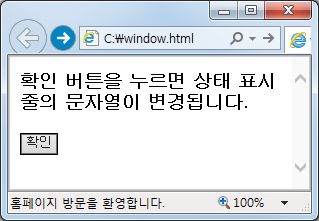 C:₩window.html
확인 버튼을 누르면 상태 표시
줄의 문자열이 변경됩니다.
확인
홈페이지 방문을 환영합니다.
100%